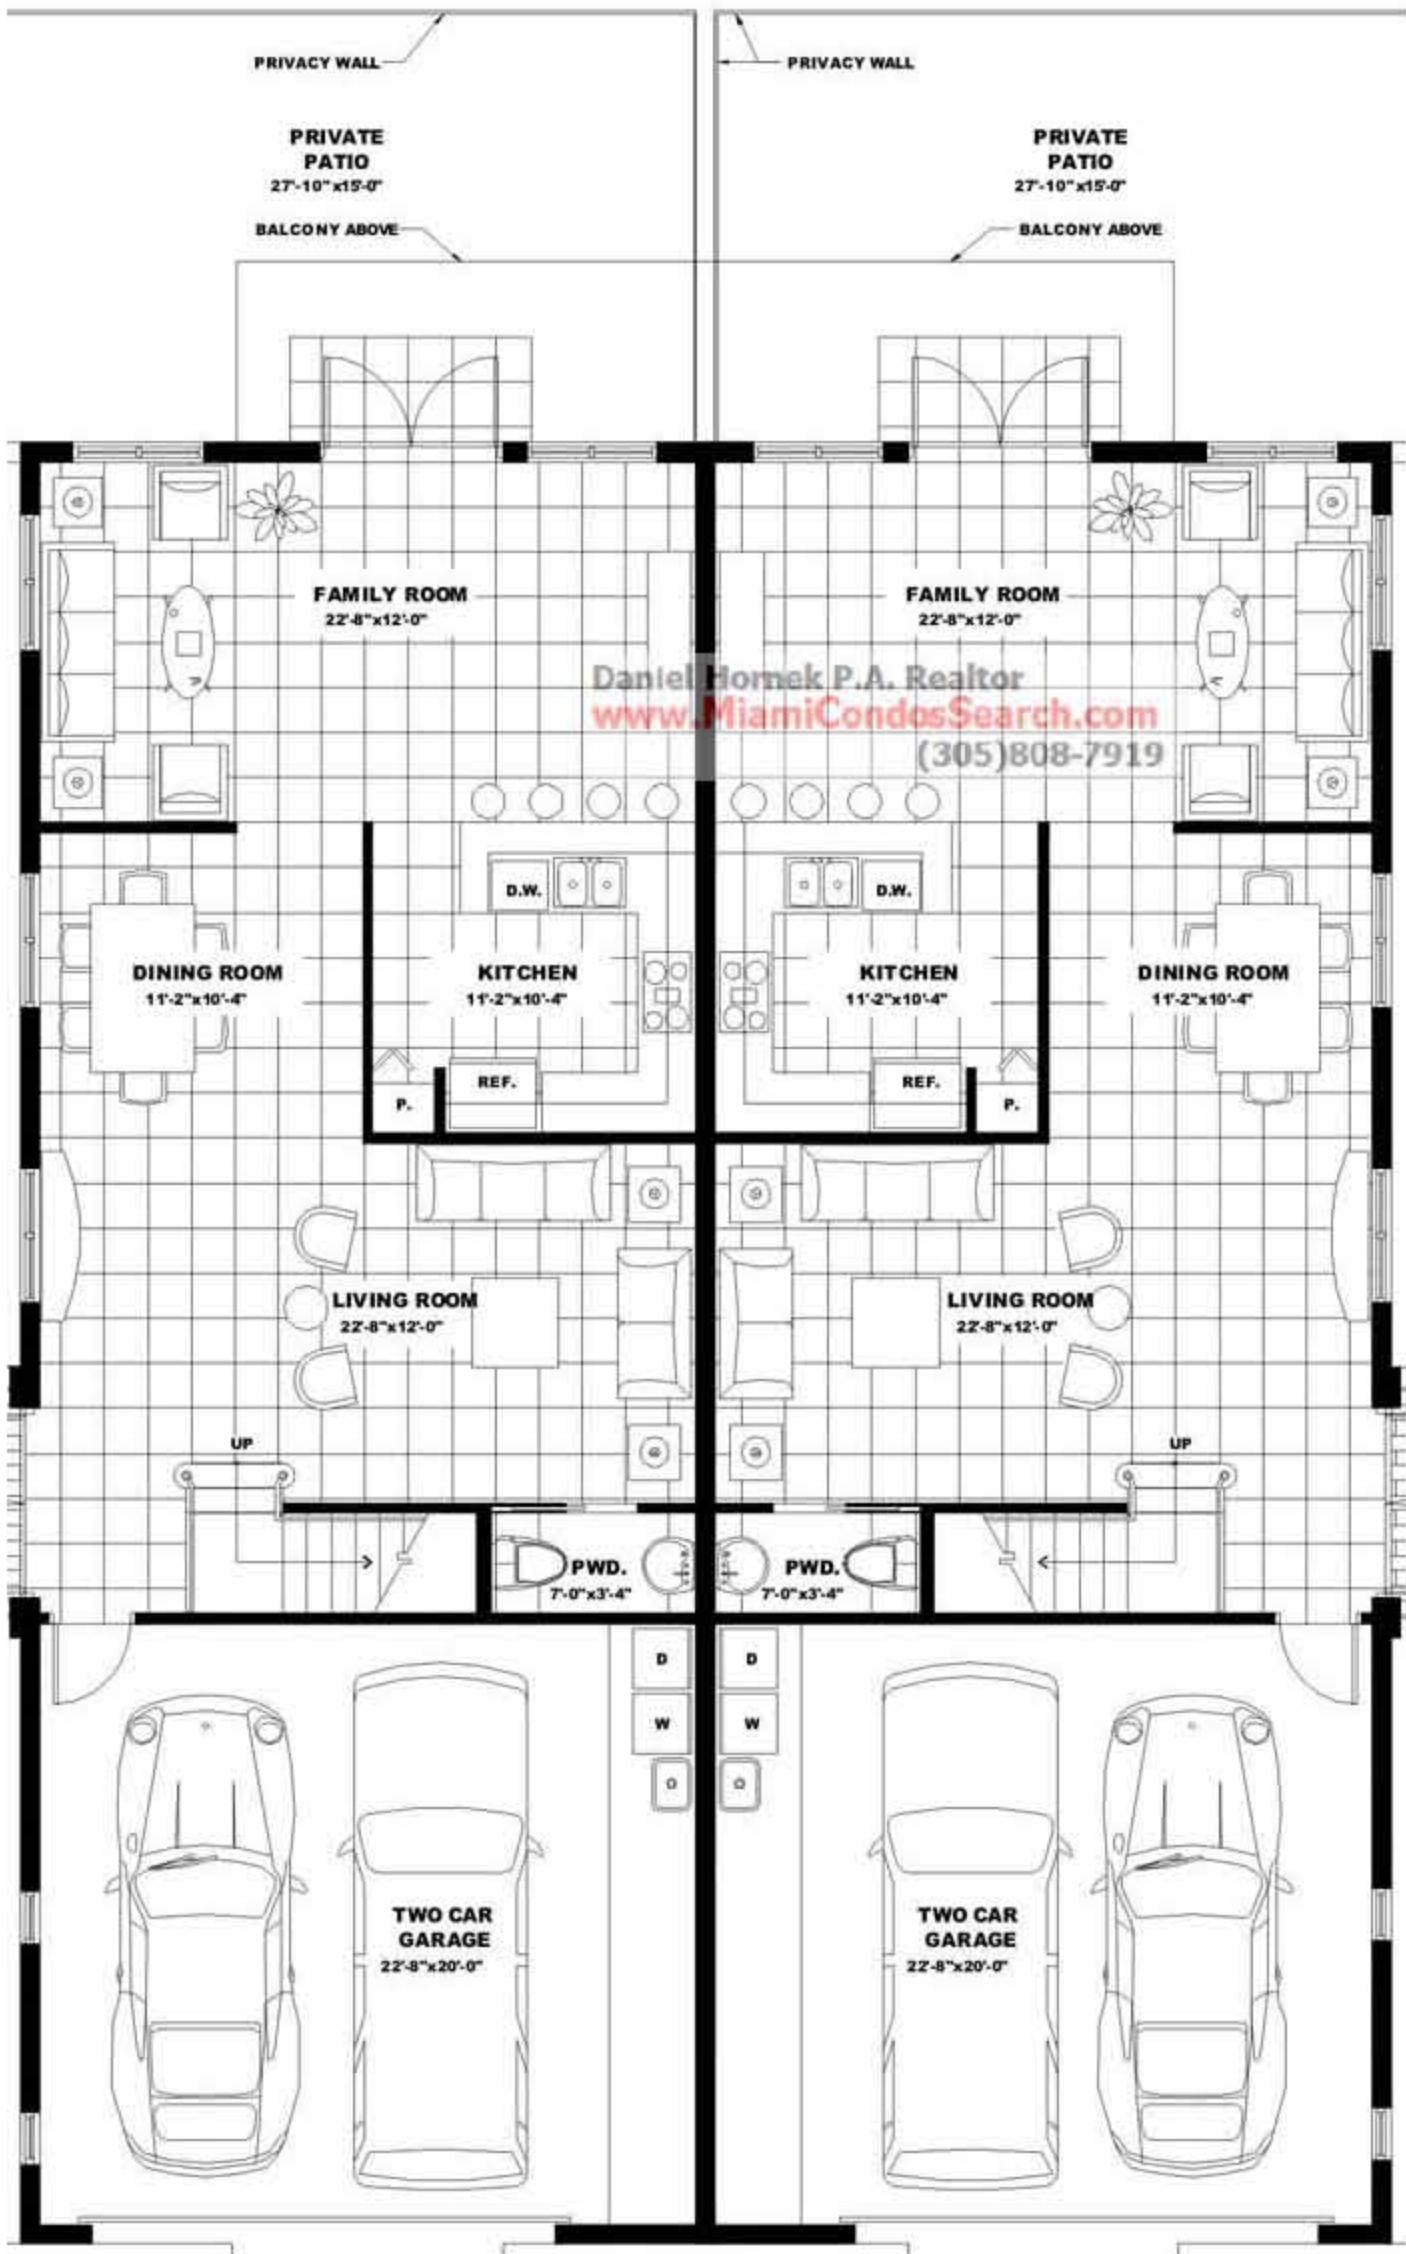 PRIVACY WALL
PRIVACY WALL
PRIVATE
PATIO
27'-10"x15'-0"
PRIVATE
PATIO
27'-10"x15'-0"
BALCONY ABOVE
BALCONY ABOVE
FAMILY ROOM
22'-8"x12'-0"
FAMILY ROOM
22'-8"x12'-0"
Daniel Hornek P.A. Realtor
www.MiamiCondosSearch.com
(305)808-7919
D.W.
D.W.
DINING ROOM
11'-2"x10'-4"
KITCHEN
11'-2"x10'-4"
KITCHEN
11'-2"x10'-4"
DINING ROOM
11'-2"x10'-4"
REF.
P.
REF.
P.
LIVING ROOM
22'-8"x12'-0"
LIVING ROOM
22'-8"x12'-0"
UP
UP
PWD.
7'-0"x3'-4"
PWD.
7'-0"x3'-4"
D
D
W
W
TWO CAR
GARAGE
22'-8"x20'-0"
TWO CAR
GARAGE
22'-8"x20'-0"